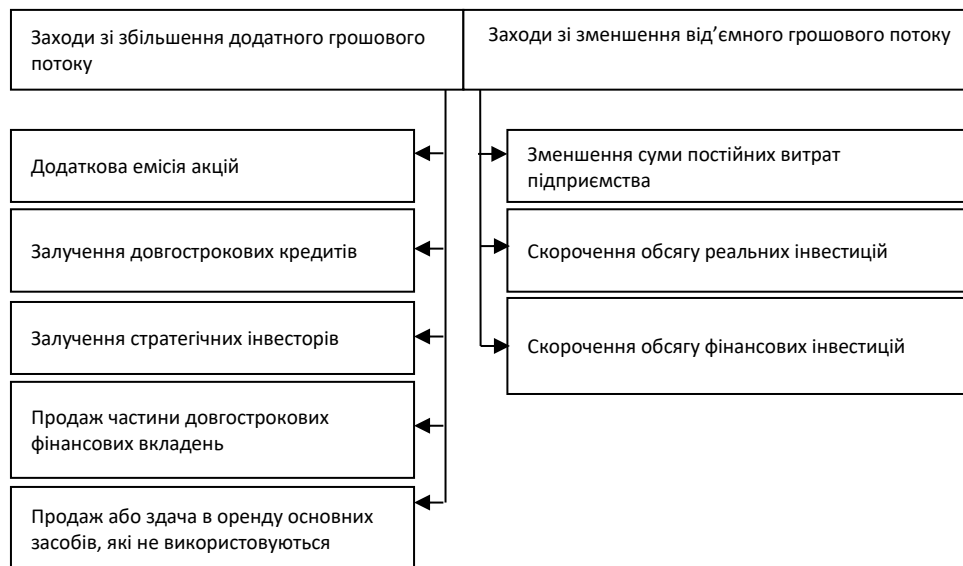 Заходи зі збільшення додатного грошового
потоку
Заходи зі зменшення від’ємного грошового потоку
Додаткова емісія акцій
Залучення довгострокових кредитів
Залучення стратегічних інвесторів
Продаж частини довгострокових
фінансових вкладень
Продаж або здача в оренду основних
засобів, які не використовуються
Зменшення суми постійних витрат
підприємства
Скорочення обсягу реальних інвестицій
Скорочення обсягу фінансових інвестицій